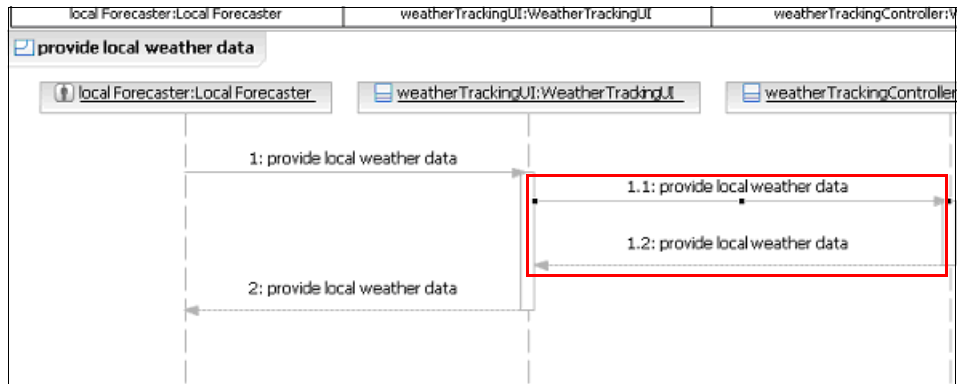 local Forecaster:Local Forecaster
weatherTrackingUI:WeatherTrackingUI
weatherTrackingController:W
provide local weather data
local Forecaster:Local Forecaster
weatherTrackingUI:WeatherTrackingUI
weatherTrackingController
1: provide local weather data
1.1: provide local weather data
1.2: provide local weather data
2: provide local weather data